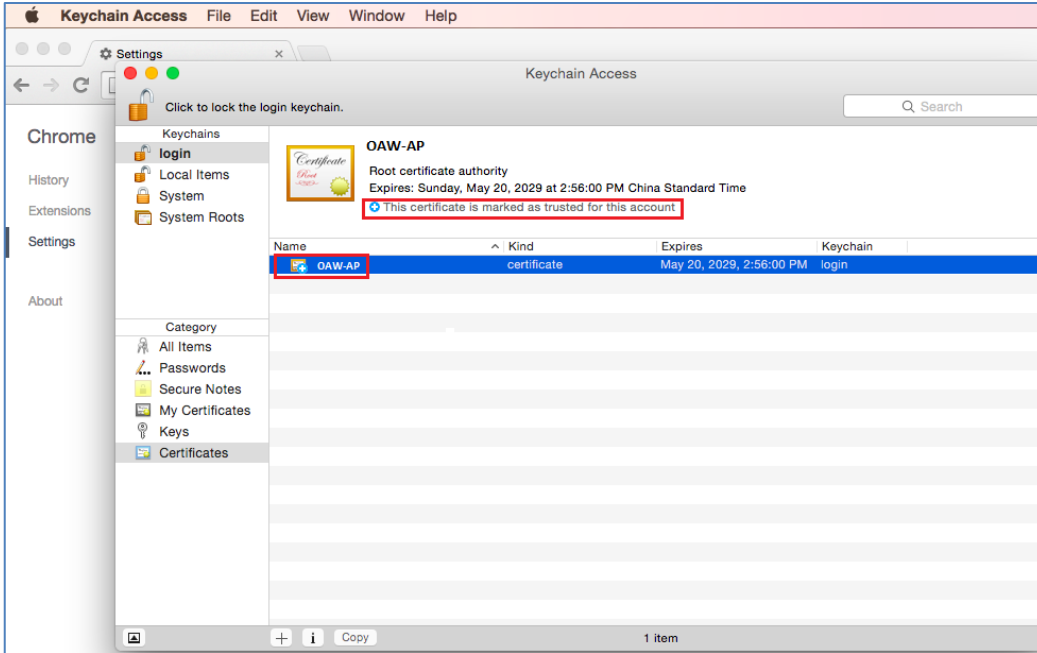 Keychain Access File Edit View Window Help
Settings
Keychain Access
Click to lock the login keychain.
Search
Chrome
History
Extensions
Settings
About
Keychains
login
Local Items
System
System Roots
Certificate
Root
OAW-AP
Root certificate authority
Expires: Sunday, May 20, 2029 at 2:56:00 PM China Standard Time
This certificate is marked as trusted for this account
Name Kind Expires Keychain
OAW-AP certificate May 20, 2029, 2:56:00 PM login
Category
All Items
Passwords
Secure Notes
My Certificates
Keys
Certificates
Copy
1 item